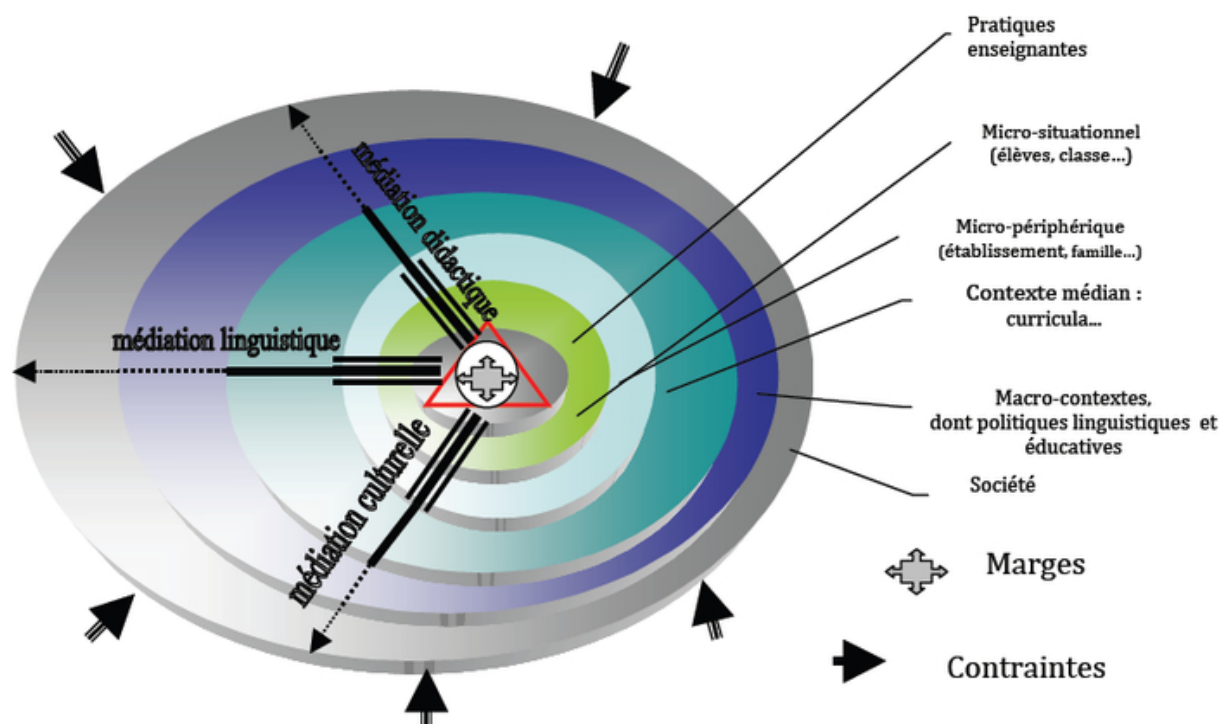 Pratiques
enseignantes
médiation didactique
Micro-situationnel
(élèves, classe...)
Micro-périphérique
(établissement, famille...)
Contexte médian :
curricula...
médiation linguistique
Macro-contextes,
dont politiques linguistiques et
éducatives
médiation culturelle
Société
Marges
Contraintes